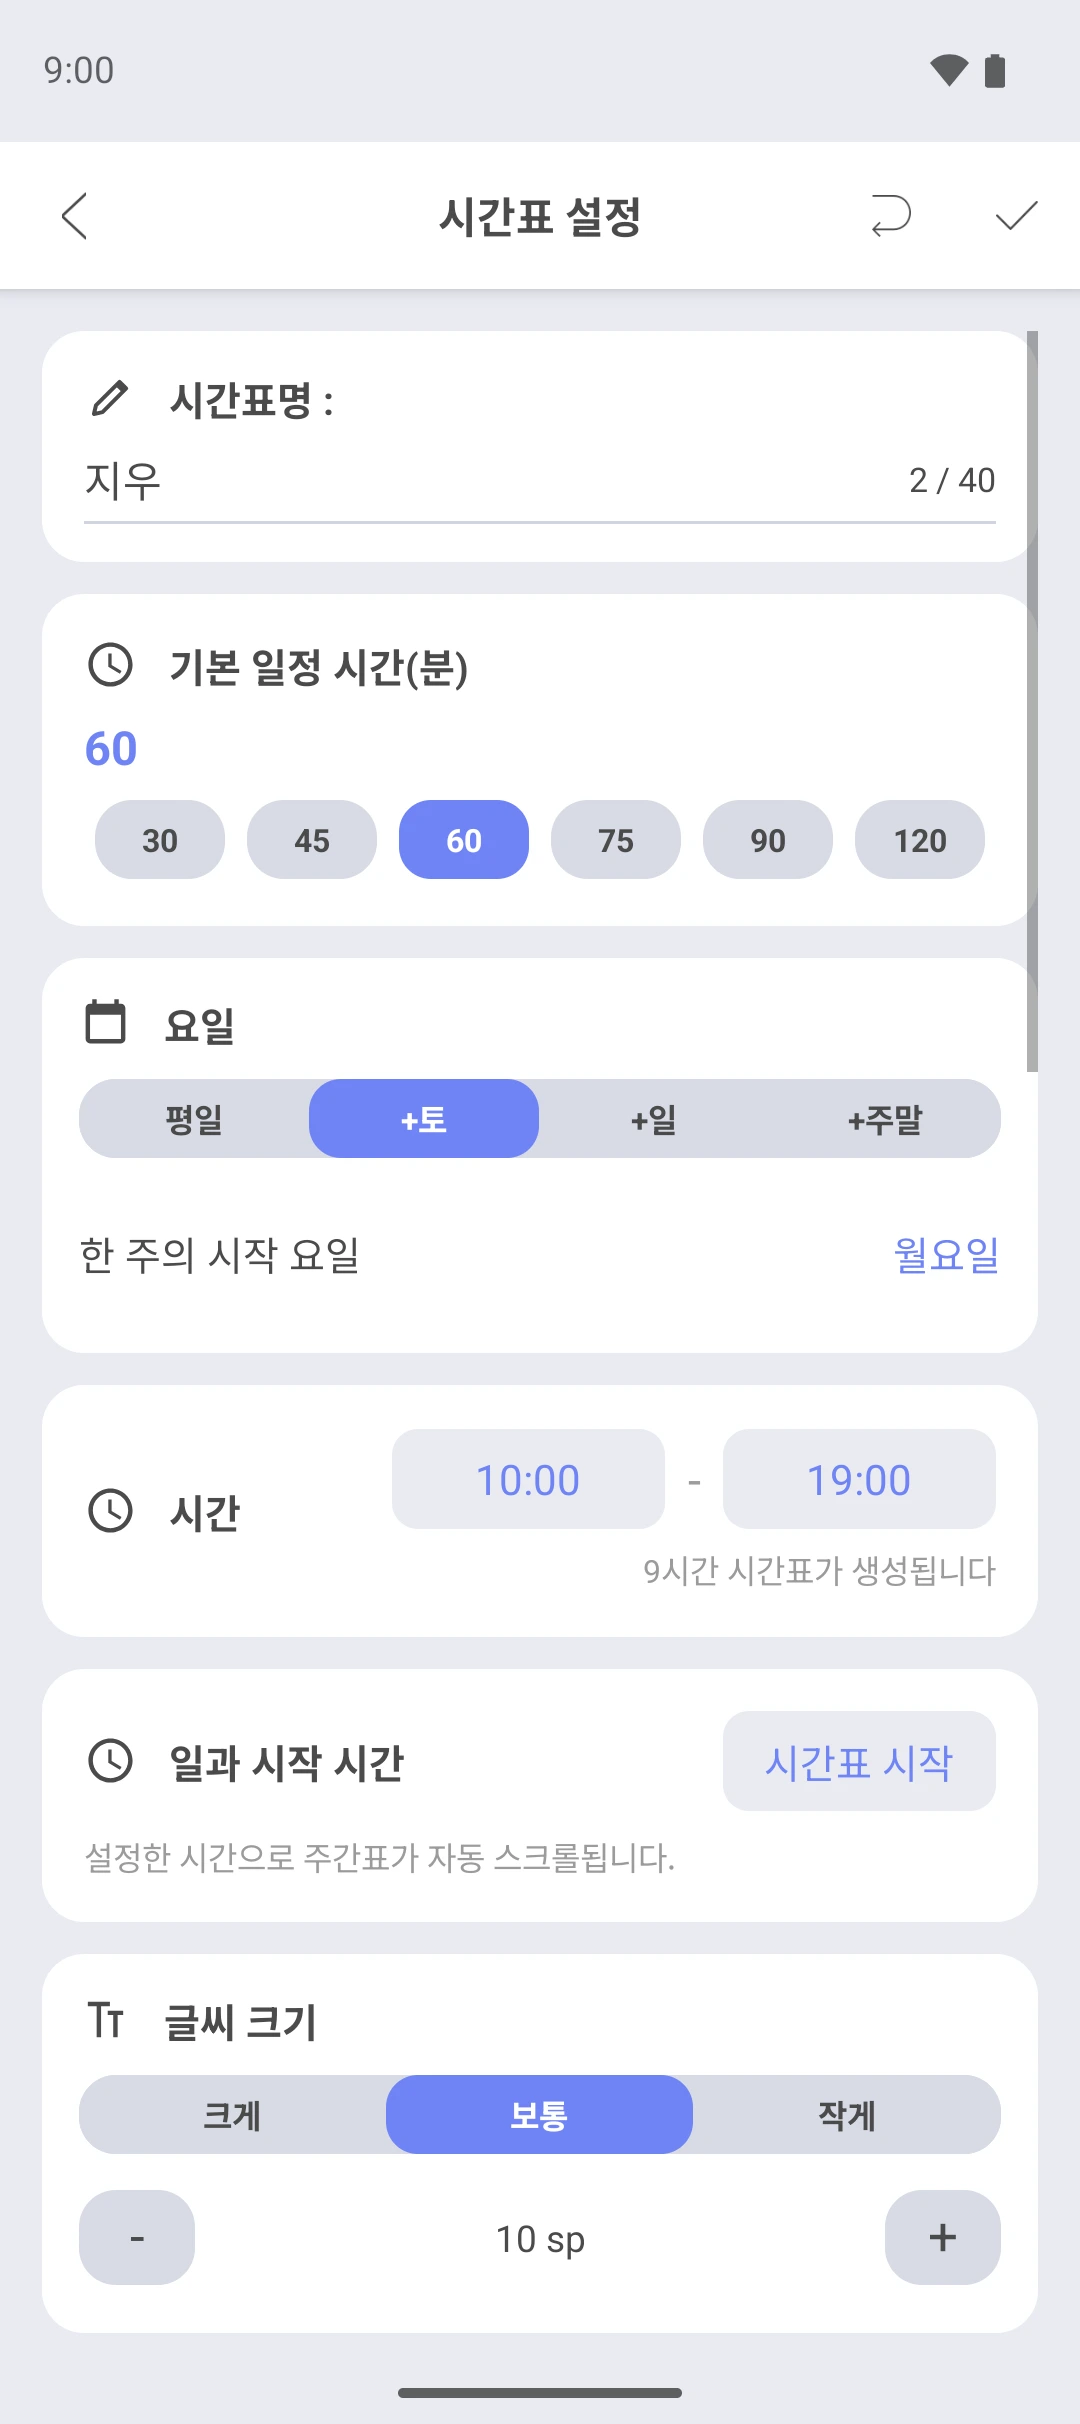 9:00
시간표 설정
시간표명 :
지우 2 / 40
기본 일정 시간(분)
60
30 45 60 75 90 120
요일
평일 +토 +일 +주말
한 주의 시작 요일 월요일
시간 10:00 - 19:00
9시간 시간표가 생성됩니다
일과 시작 시간 시간표 시작
설정한 시간으로 주간표가 자동 스크롤됩니다.
Tт 글씨 크기
크게 보통 작게
- 10 sp +